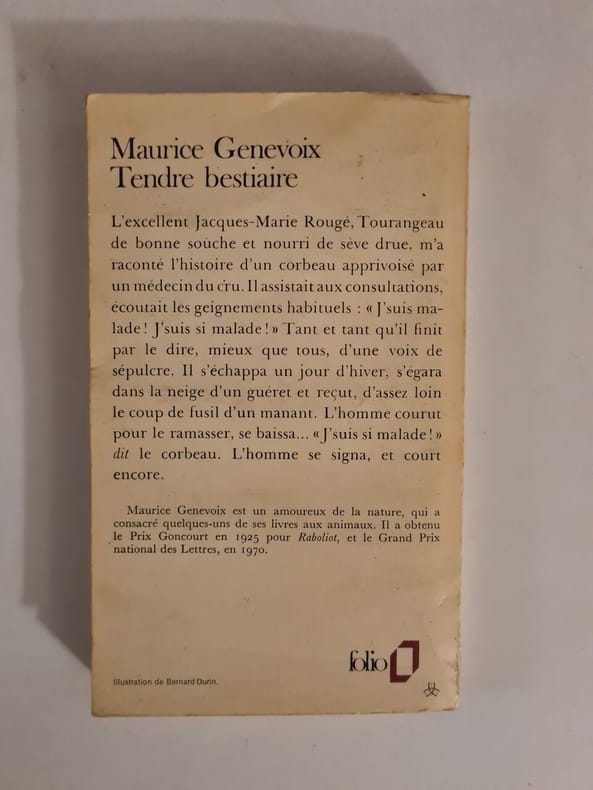 Maurice Genevoix
Tendre bestiaire
L'excellent Jacques-Marie Rougé, Tourangeau
de bonne souche et nourri de sève drue, m'a
raconté l'histoire d'un corbeau apprivoisé par
un médecin du cru. Il assistait aux consultations,
écoutait les geignements habituels : « J'suis ma-
lade ! J'suis si malade ! » Tant et tant qu'il finit
par le dire, mieux que tous, d'une voix de
sépulcre. Il s'échappa un jour d'hiver, s'égara
dans la neige d'un guéret et reçut, d'assez loin
le coup de fusil d'un manant. L'homme courut
pour le ramasser, se baissa... « J'suis si malade ! »
dit le corbeau. L'homme se signa, et court
encore.
Maurice Genevoix est un amoureux de la nature, qui a
consacré quelques-uns de ses livres aux animaux. Il a obtenu
le Prix Goncourt en 1925 pour Raboliot, et le Grand Prix
national des Lettres, en 1970.
folio
Illustration de Bernard Durin.